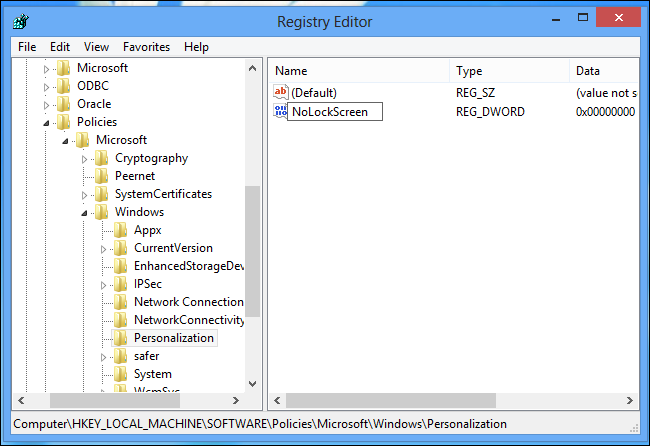 Registry Editor
File Edit View Favorites Help
Microsoft
ODBC
Oracle
Policies
Microsoft
Cryptography
Peernet
SystemCertificates
Windows
Appx
CurrentVersion
EnhancedStorageDev
IPSec
Network Connection
NetworkConnectivity
Personalization
safer
System
WcmSvc
Name Type Data
ab (Default) REG_SZ (value not s
NoLockScreen REG_DWORD 0x00000000
Computer\HKEY_LOCAL_MACHINE\SOFTWARE\Policies\Microsoft\Windows\Personalization